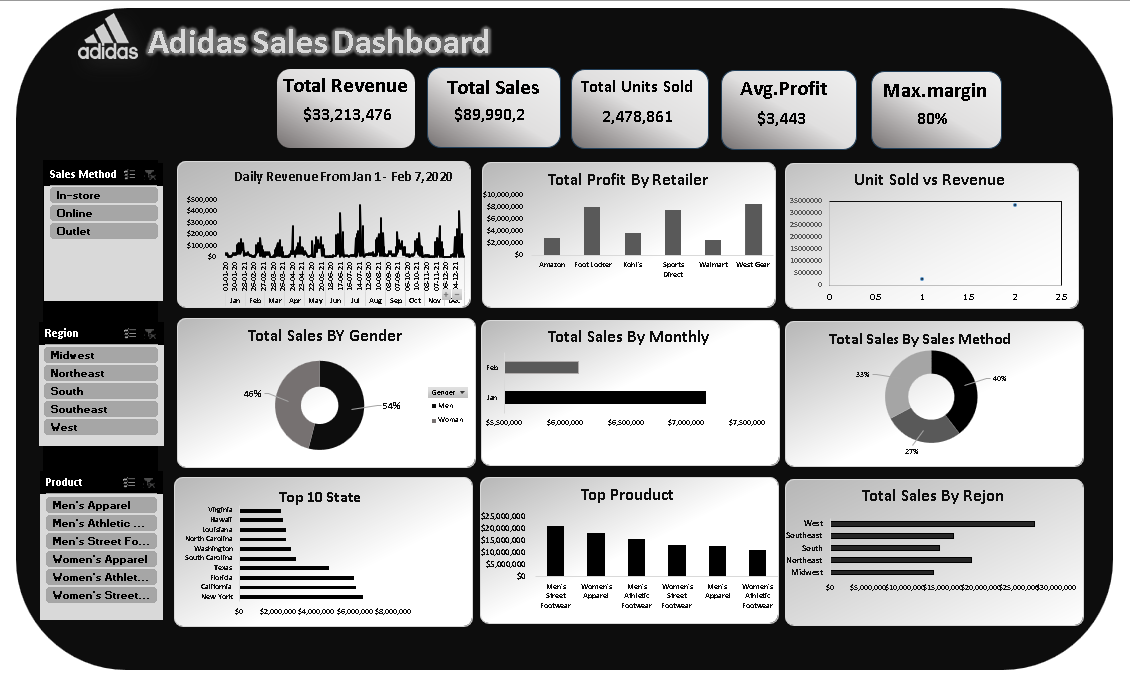 adidas
Adidas Sales Dashboard
Total Revenue
$33,213,476
Total Sales
$89,990,2
Total Units Sold
2,478,861
Avg.Profit
$3,443
Max.margin
80%
Sales Method
In-store
Online
Outlet
Region
Midwest
Northeast
South
Southeast
West
Product
Men's Apparel
Men's Athletic ...
Men's Street Fo...
Women's Apparel
Women's Athlet...
Women's Street...
Daily Revenue From Jan 1 - Feb 7,2020
$500,000
$400,000
$300,000
$200,000
$100,000
$0
Jan Feb Mar Apr May Jun Jul Aug Sep Oct Nov Dec
Total Profit By Retailer
$10,000,000
$8,000,000
$6,000,000
$4,000,000
$2,000,000
$0
Amazon Foot Locker Kohl's Sports Direct Walmart West Gear
Unit Sold vs Revenue
35000000
30000000
25000000
20000000
15000000
10000000
5000000
0
0 0.5 1 1.5 2 2.5
Total Sales BY Gender
46%
54%
Gender
Men
Woman
Total Sales By Monthly
Feb
Jan
$5,500,000 $6,000,000 $6,500,000 $7,000,000 $7,500,000
Total Sales By Sales Method
33%
40%
27%
Top 10 State
Virginia
Hawaii
Louisiana
North Carolina
Washington
South Carolina
Texas
Florida
California
New York
$0 $2,000,000 $4,000,000 $6,000,000 $8,000,000
Top Prouduct
$25,000,000
$20,000,000
$15,000,000
$10,000,000
$5,000,000
$0
Men's Street Footwear
Women's Apparel
Men's Athletic Footwear
Women's Street Footwear
Men's Apparel
Women's Athletic Footwear
Total Sales By Rejon
West
Southeast
South
Northeast
Midwest
$0 $5,000,000 $10,000,000 $15,000,000 $20,000,000 $25,000,000 $30,000,000